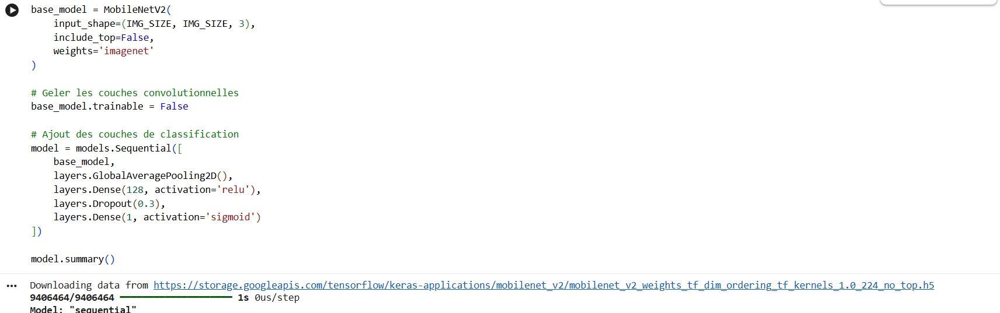 base_model = MobileNetV2(
    input_shape=(IMG_SIZE, IMG_SIZE, 3),
    include_top=False,
    weights='imagenet'
)

# Geler les couches convolutionnelles
base_model.trainable = False

# Ajout des couches de classification
model = models.Sequential([
    base_model,
    layers.GlobalAveragePooling2D(),
    layers.Dense(128, activation='relu'),
    layers.Dropout(0.3),
    layers.Dense(1, activation='sigmoid')
])

model.summary()
Downloading data from https://storage.googleapis.com/tensorflow/keras-applications/mobilenet_v2/mobilenet_v2_weights_tf_dim_ordering_tf_kernels_1.0_224_no_top.h5
9406464/9406464 ━━━━━━━━━━━━━━━━━━━━ 1s 0us/step
Model: "sequential"